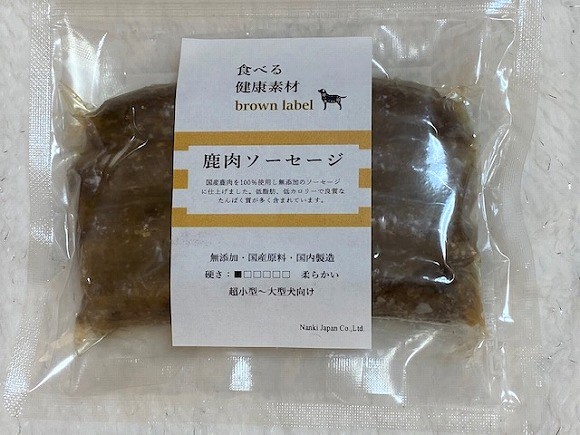 食べる
健康素材
brown label
鹿肉ソーセージ
国産鹿肉を100％使用し無添加のソーセージ
に仕上げました。低脂肪、低カロリーで良質な
たんぱく質が多く含まれています。
無添加・国産原料・国内製造
硬さ：■□□□□□ 柔らかい
超小型～大型犬向け
Nanki Japan Co.,Ltd.